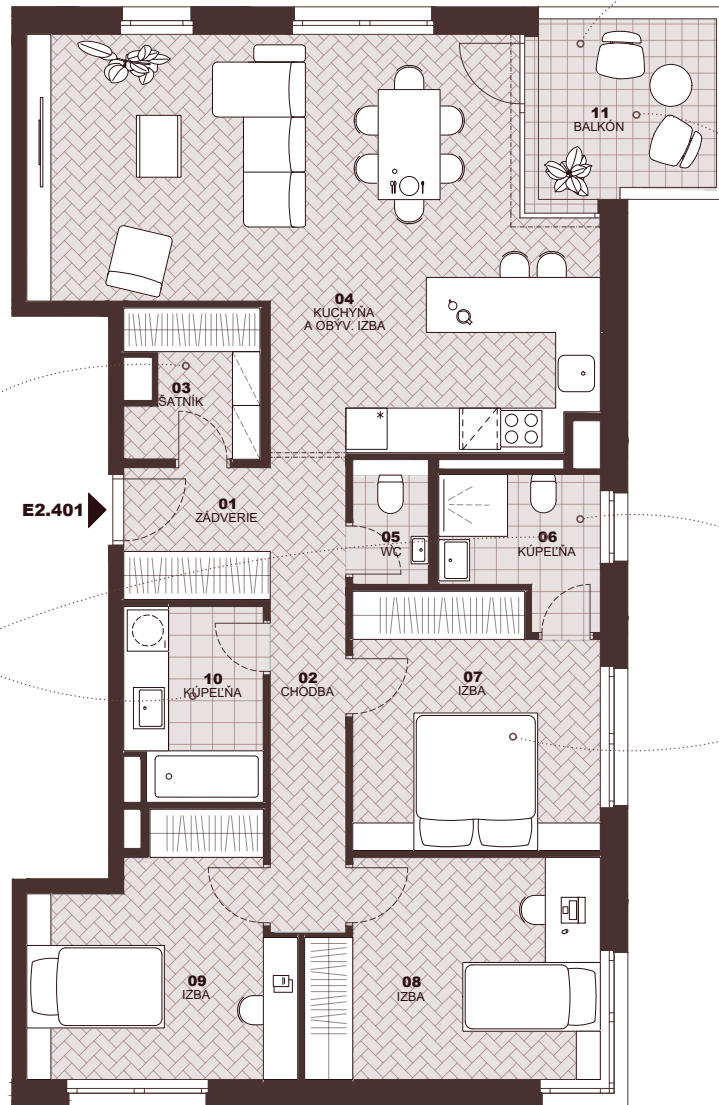 11
BALKÓN
04
KUCHYŇA
A OBÝV. IZBA
03
ŠATNÍK
E2.401
01
ZÁDVERIE
05
WC
06
KÚPEĽŇA
10
KÚPEĽŇA
02
CHODBA
07
IZBA
09
IZBA
08
IZBA